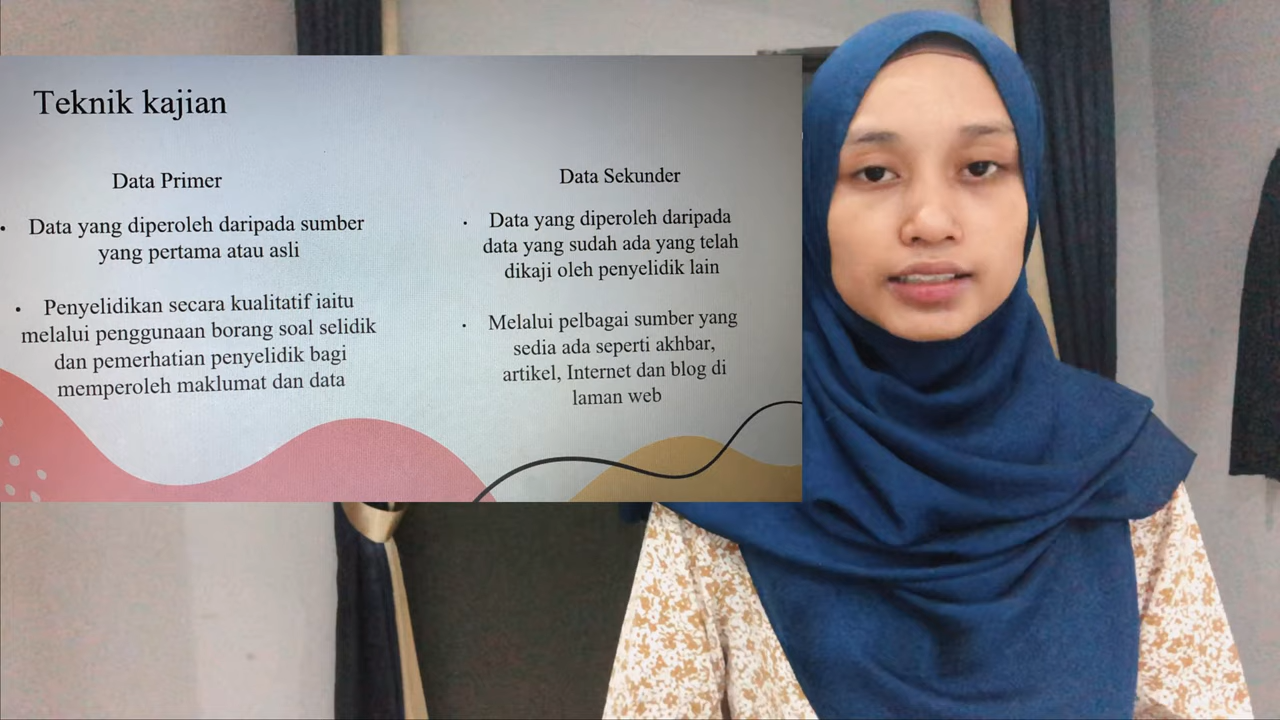 Teknik kajian
Data Primer
• Data yang diperoleh daripada sumber
yang pertama atau asli
• Penyelidikan secara kualitatif iaitu
melalui penggunaan borang soal selidik
dan pemerhatian penyelidik bagi
memperoleh maklumat dan data
Data Sekunder
• Data yang diperoleh daripada
data yang sudah ada yang telah
dikaji oleh penyelidik lain
• Melalui pelbagai sumber yang
sedia ada seperti akhbar,
artikel, Internet dan blog di
laman web